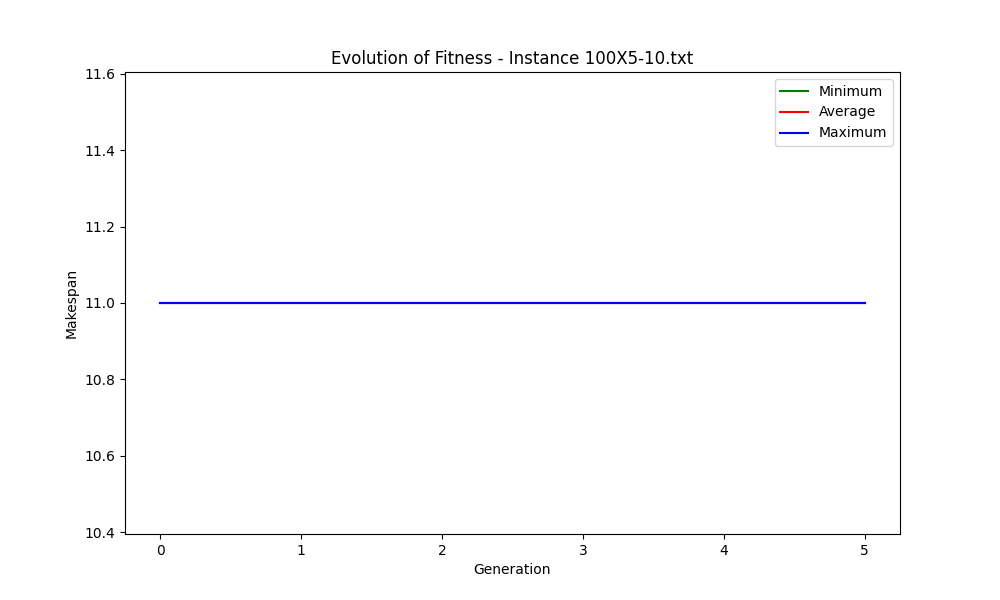 Evolution of Fitness - Instance 100X5-10.txt
11.6
11.4
11.2
11.0
10.8
10.6
10.4
Makespan
Minimum
Average
Maximum
0 1 2 3 4 5
Generation